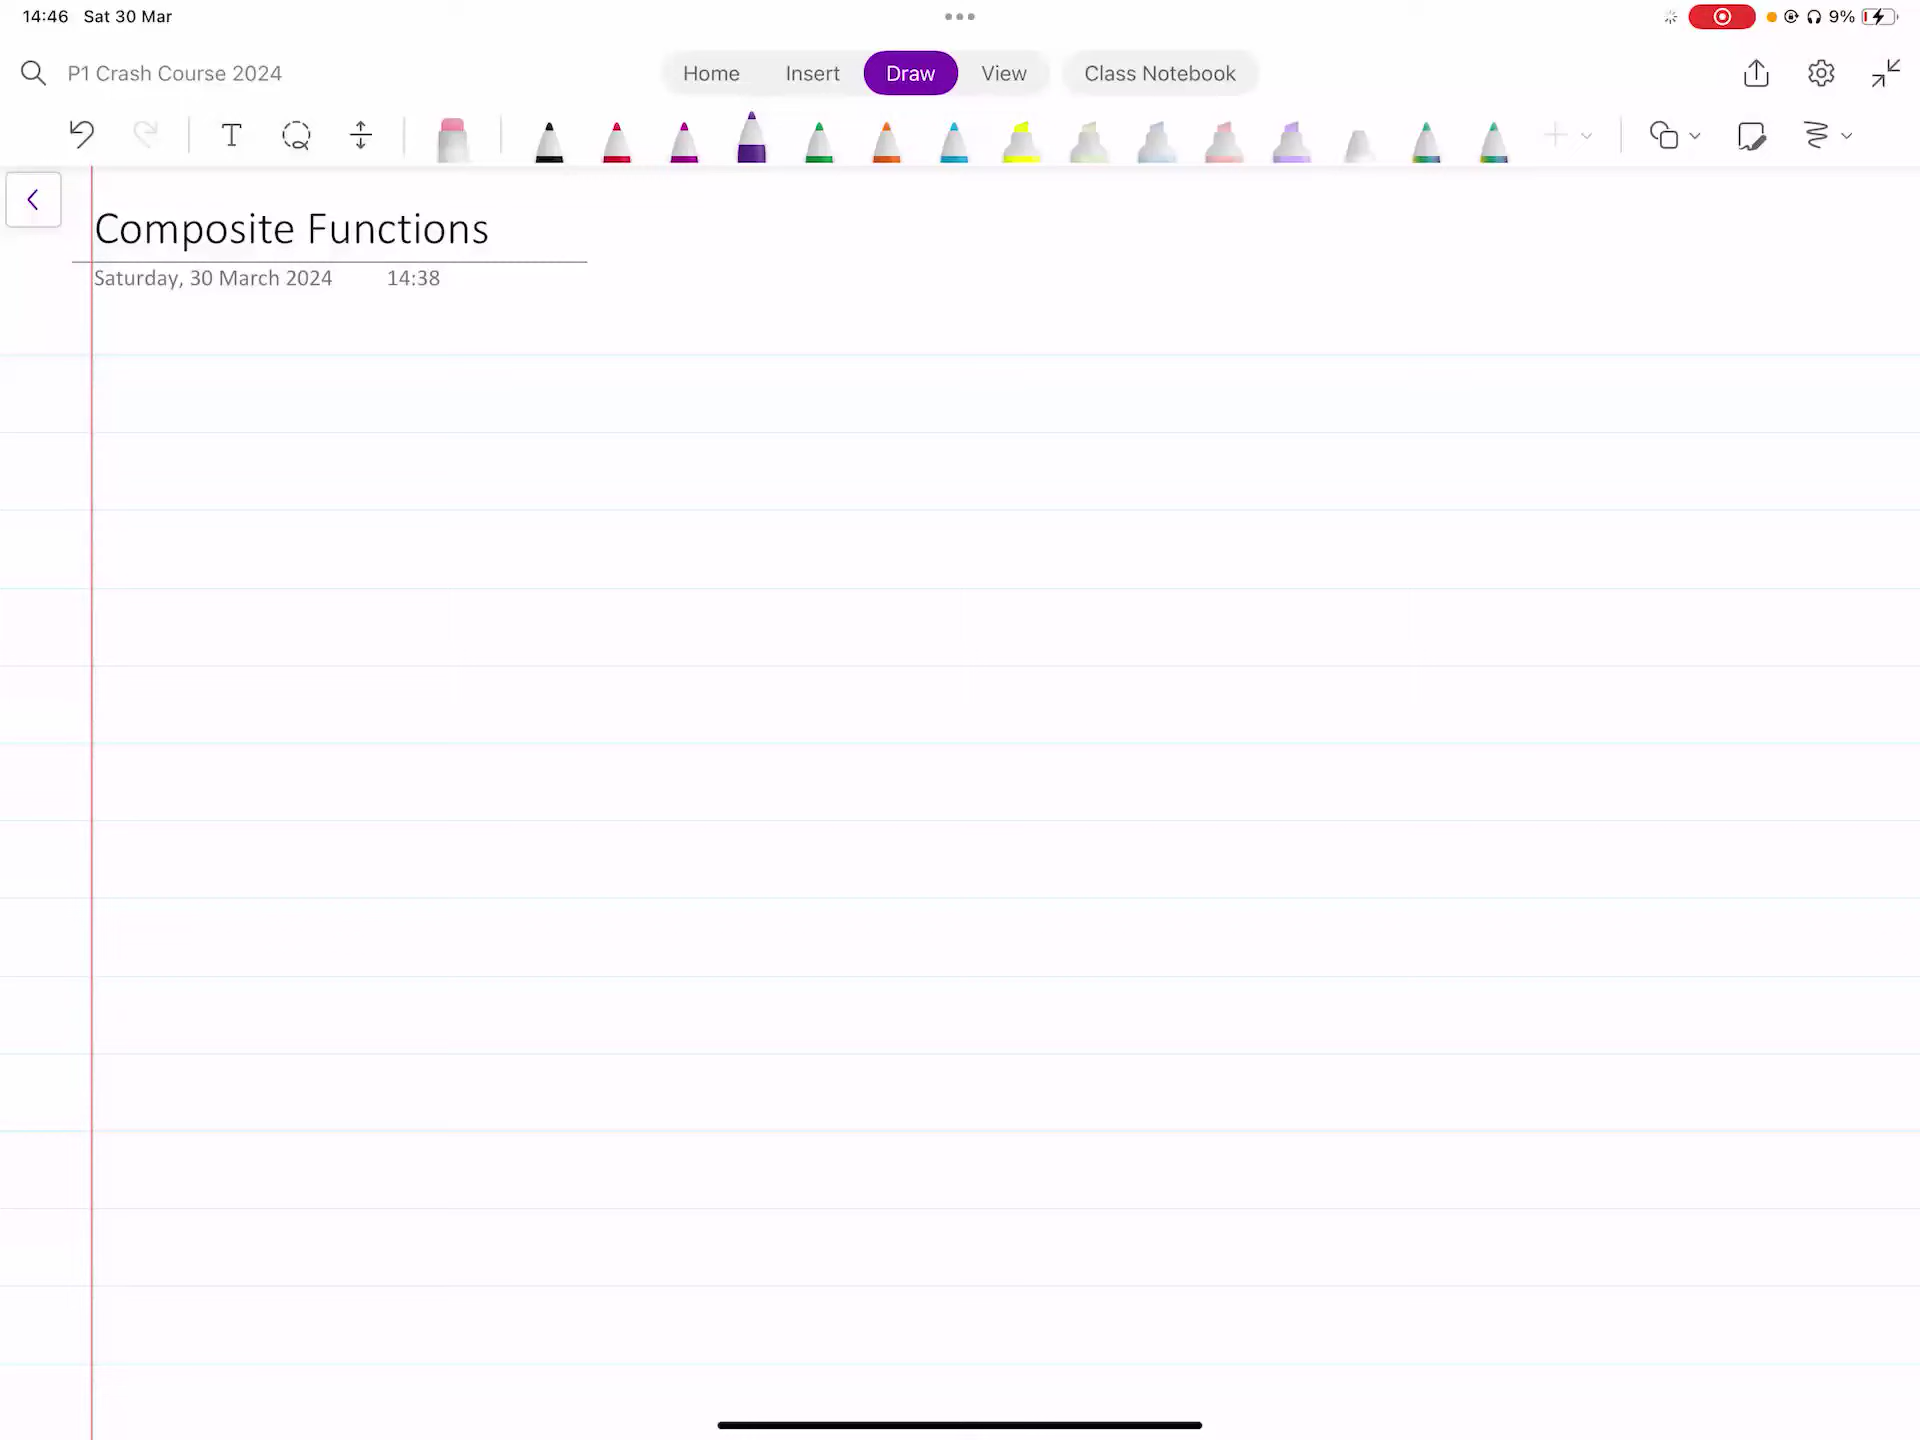 14:46 Sat 30 Mar 9%
P1 Crash Course 2024 Home Insert Draw View Class Notebook
T
Composite Functions
Saturday, 30 March 2024 14:38